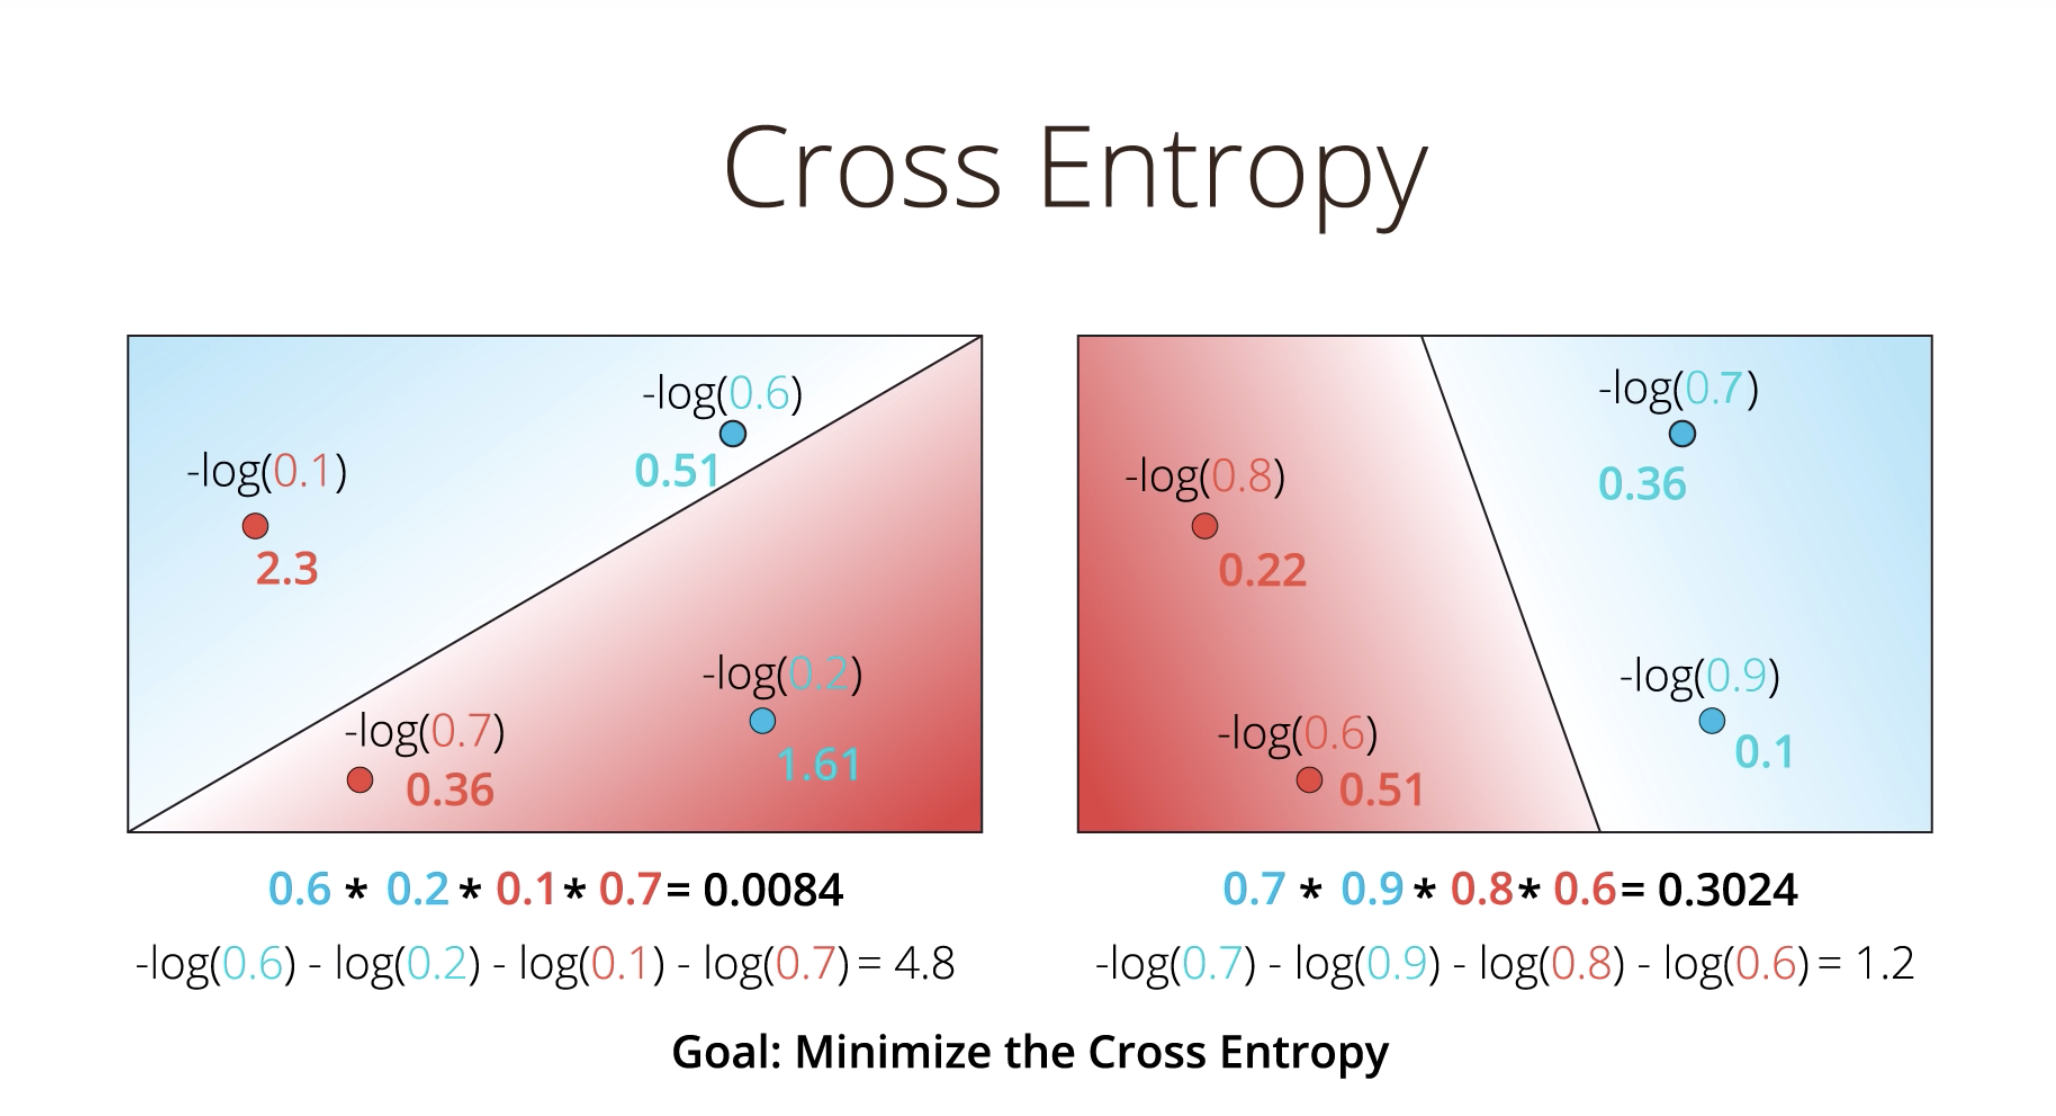 Cross Entropy
-log(0.6)
0.51
-log(0.1)
2.3
-log(0.2)
1.61
-log(0.7)
0.36
-log(0.7)
0.36
-log(0.8)
0.22
-log(0.9)
0.1
-log(0.6)
0.51
0.6 * 0.2 * 0.1 * 0.7 = 0.0084
-log(0.6) - log(0.2) - log(0.1) - log(0.7) = 4.8
0.7 * 0.9 * 0.8 * 0.6 = 0.3024
-log(0.7) - log(0.9) - log(0.8) - log(0.6) = 1.2
Goal: Minimize the Cross Entropy